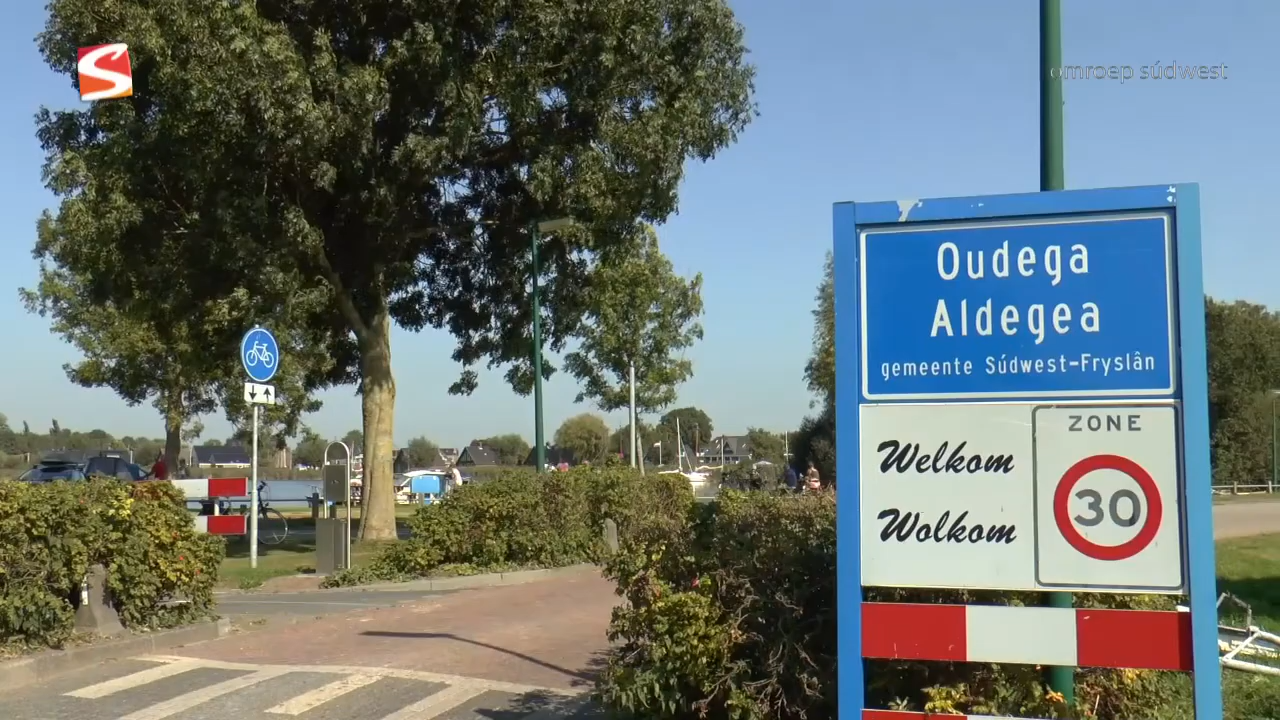 omroep súdwest
Oudega
Aldegea
gemeente Súdwest-Fryslân
Welkom
Wolkom
ZONE
30